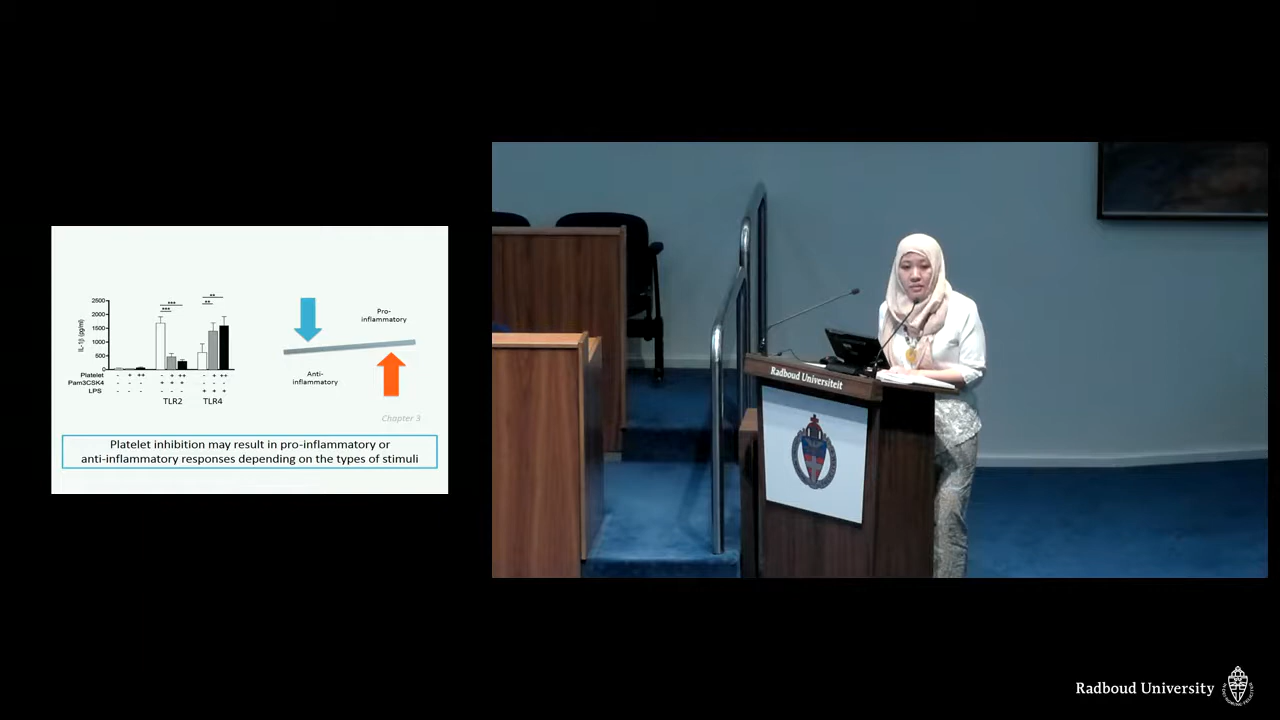 2500
2000
1500
1000
500
0
IL-1β (pg/ml)
*** ***
** **
Platelet - + ++ - + ++ - + ++
Pam3CSK4 - - - + + + - - -
LPS - - - - - - + + +
TLR2 TLR4
Pro-
inflammatory
Anti-
inflammatory
Chapter 3
Platelet inhibition may result in pro-inflammatory or
anti-inflammatory responses depending on the types of stimuli
Radboud Universiteit
Radboud University